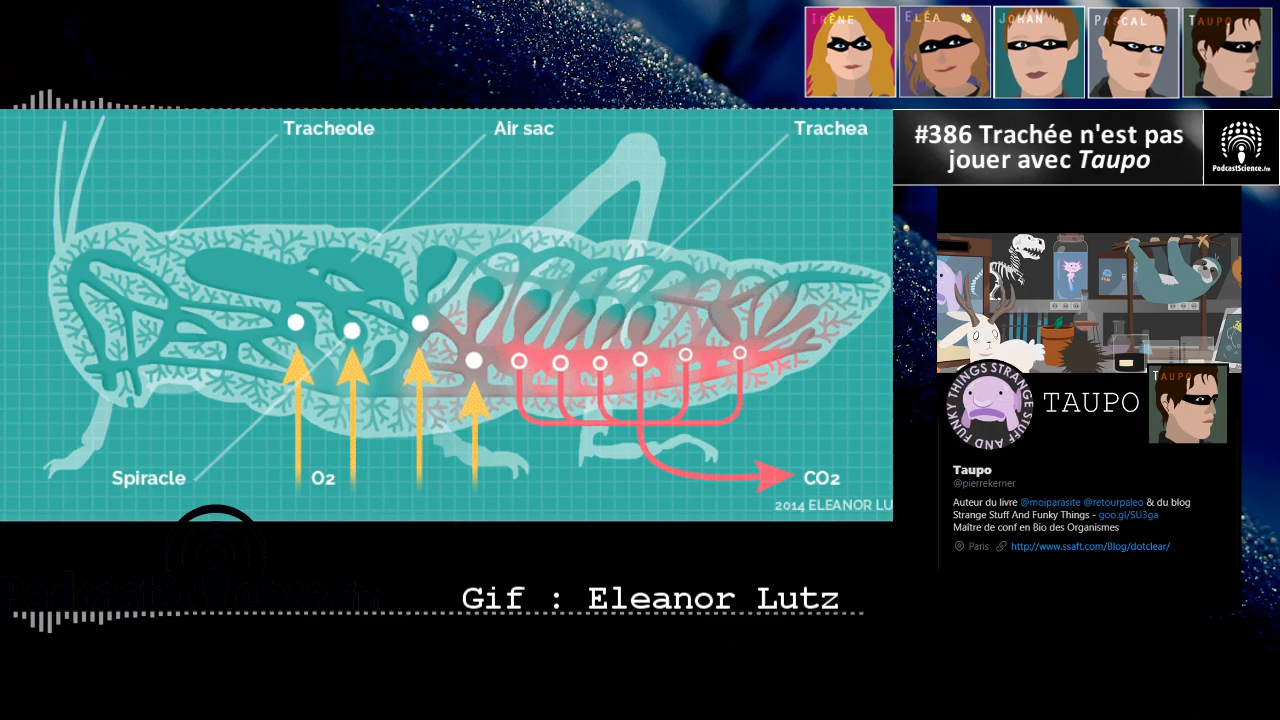 IRÈNE
ELÉA
JOHAN
PASCAL
TAUPO
Tracheole
Air sac
Trachea
#386 Trachée n'est pas
jouer avec Taupo
PodcastScience.fm
Spiracle
O2
CO2
2014 ELEANOR LU
STRANGE STUFF AND FUNKY THINGS
TAUPO
TAUPO
Taupo
@pierrekerner
Auteur du livre @moiparasite @retourpaleo & du blog
Strange Stuff And Funky Things - goo.gl/SU3ga
Maître de conf en Bio des Organismes
Paris http://www.ssaft.com/Blog/dotclear/
PodcastScience.fm
Gif : Eleanor Lutz